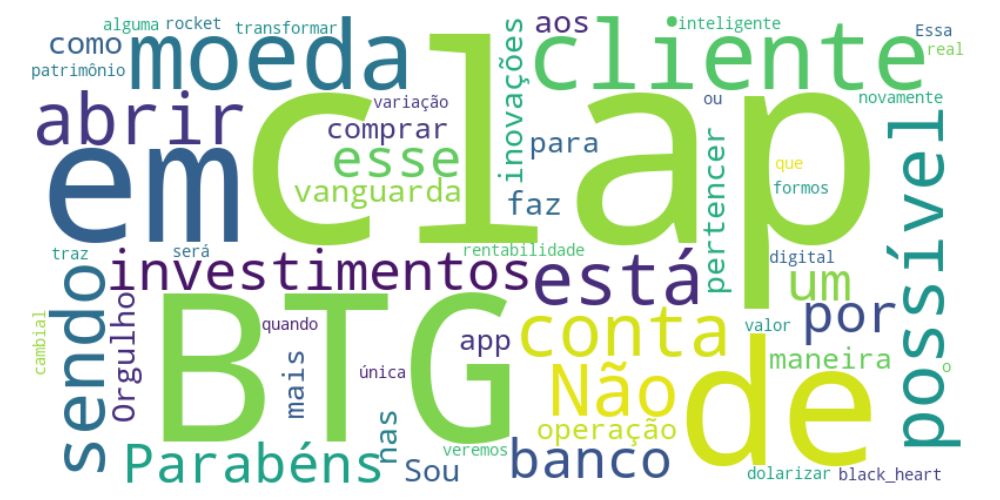 alguma rocket transformar
como
patrimônio
moeda
clap
cliente
aos
inovações
inteligente
Essa
real
novamente
abrir
em
variação
comprar
esse
vanguarda
para
faz
ou
pertencer
que
formos
possível
traz
será
rentabilidade
digital
investimentos
está
um
sendo
Orgulho
cambial
BTG
quando
mais
única
app
conta
por
valor
maneira
o
Não
de
operação
Parabéns
nas
Sou
veremos
banco
dolarizar
black_heart